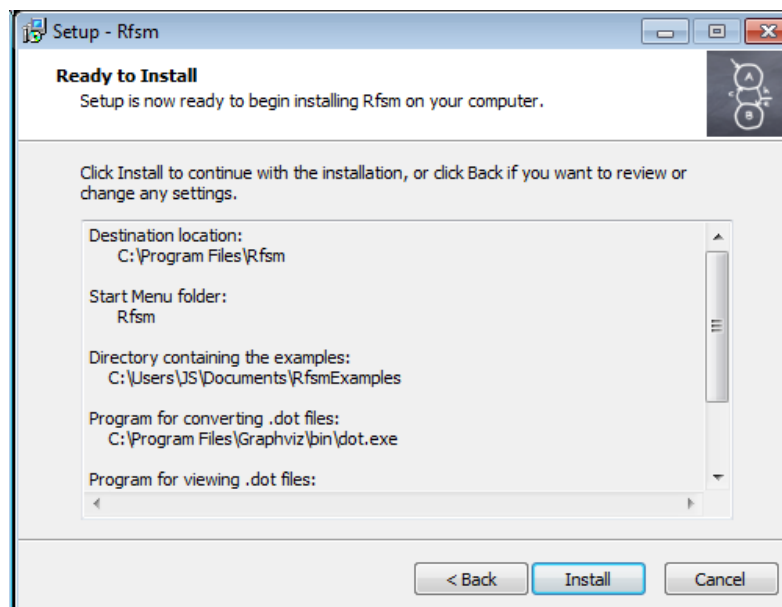 Setup - Rfsm
Ready to Install
Setup is now ready to begin installing Rfsm on your computer.
A
B
Click Install to continue with the installation, or click Back if you want to review or
change any settings.
Destination location:
C:\Program Files\Rfsm
Start Menu folder:
Rfsm
Directory containing the examples:
C:\Users\JS\Documents\RfsmExamples
Program for converting .dot files:
C:\Program Files\Graphviz\bin\dot.exe
Program for viewing .dot files:
< Back
Install
Cancel